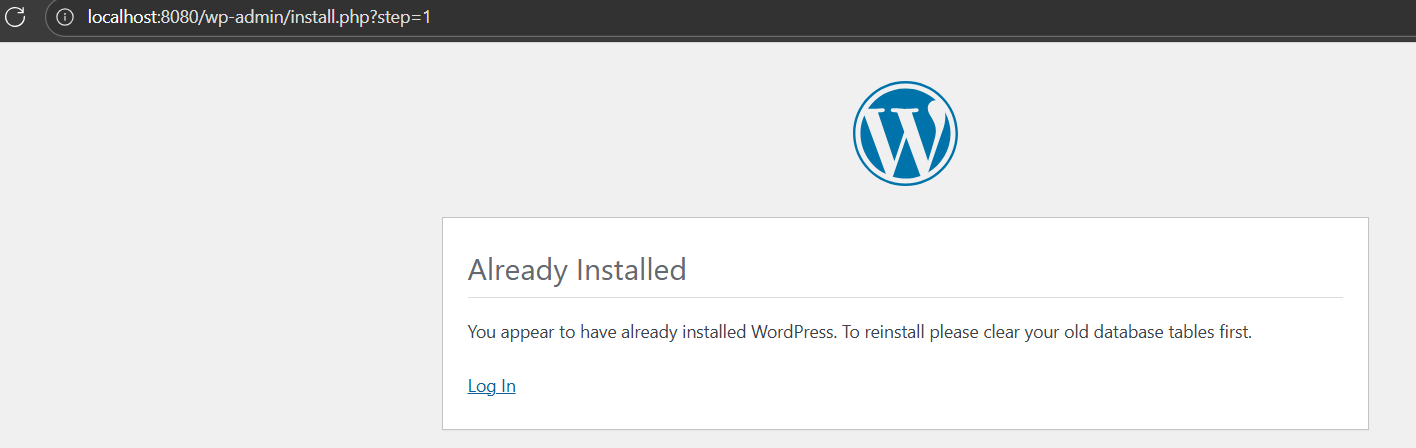 localhost:8080/wp-admin/install.php?step=1
W
Already Installed
You appear to have already installed WordPress. To reinstall please clear your old database tables first.
Log In